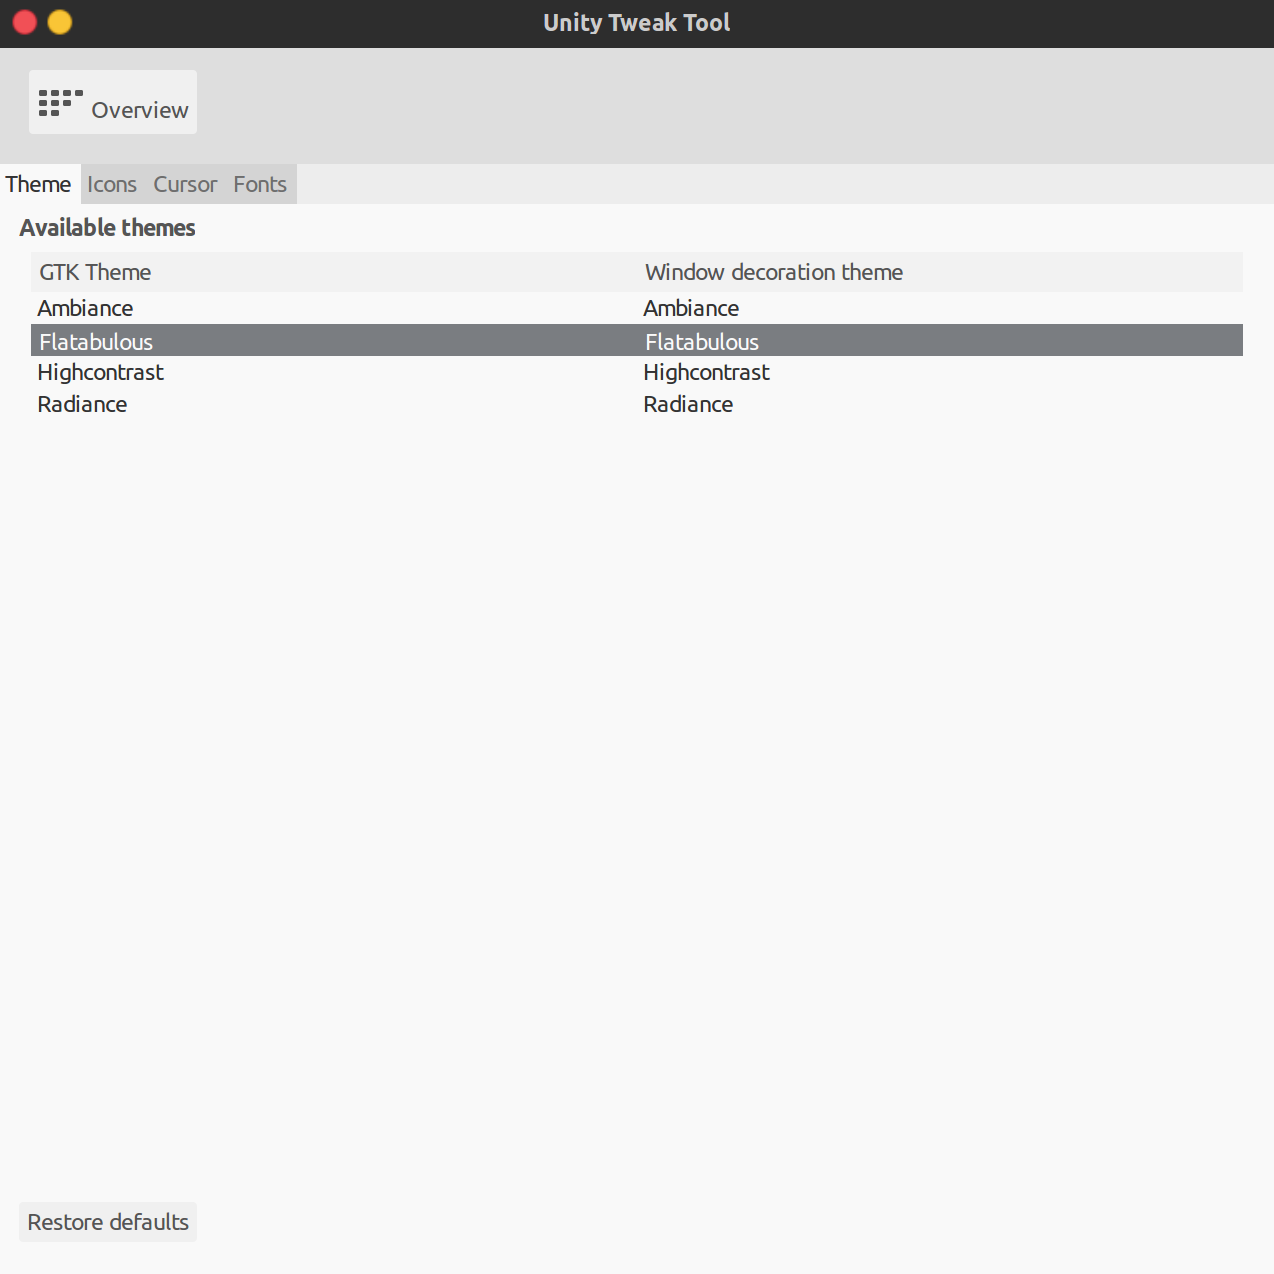 Unity Tweak Tool
Overview
Theme Icons Cursor Fonts
Available themes
GTK Theme Window decoration theme
Ambiance Ambiance
Flatabulous Flatabulous
Highcontrast Highcontrast
Radiance Radiance
Restore defaults